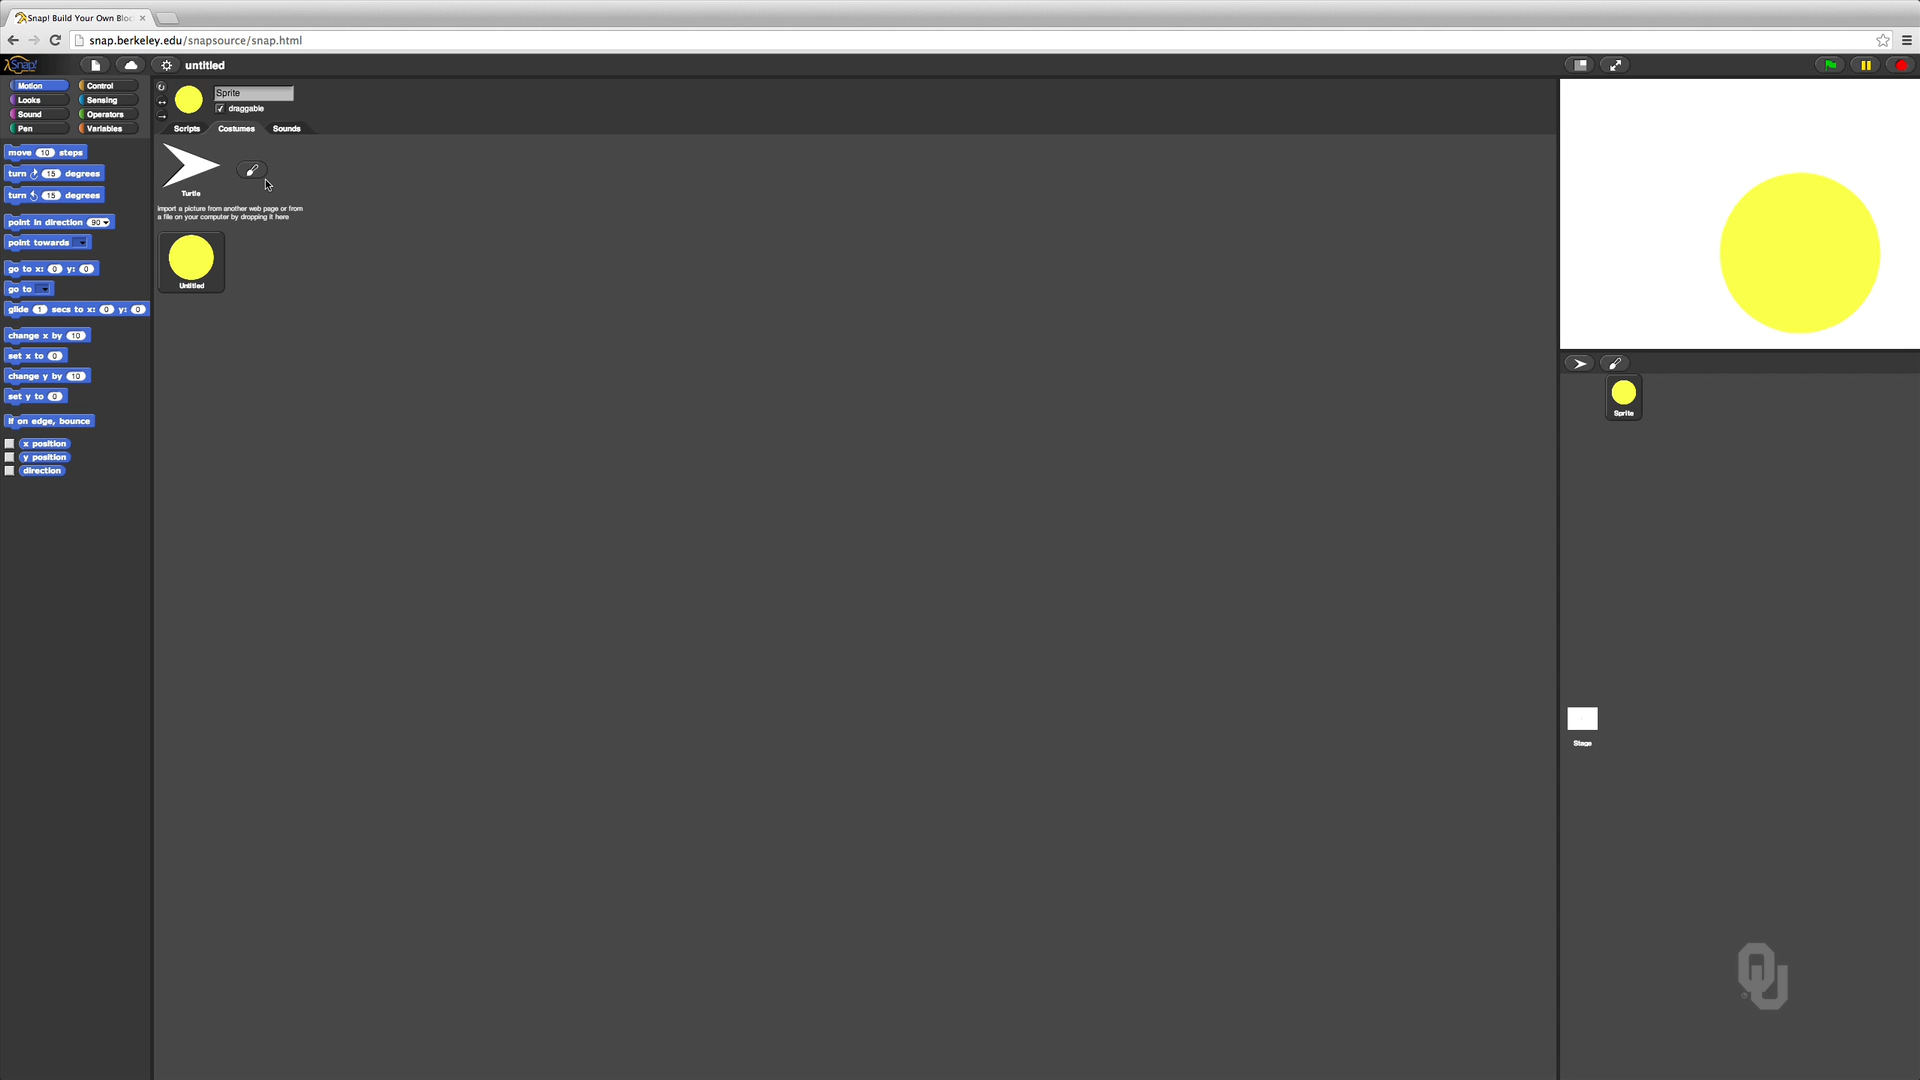 Snap! Build Your Own Bloc
snap.berkeley.edu/snapsource/snap.html
Snap!
untitled
Motion
Control
Looks
Sensing
Sound
Operators
Pen
Variables
Sprite
draggable
Scripts
Costumes
Sounds
move 10 steps
turn 15 degrees
turn 15 degrees
point in direction 90
point towards
go to x: 0 y: 0
go to
glide 1 secs to x: 0 y: 0
change x by 10
set x to 0
change y by 10
set y to 0
if on edge, bounce
x position
y position
direction
Turtle
import a picture from another web page or from
a file on your computer by dropping it here
Untitled
Sprite
Stage
OU